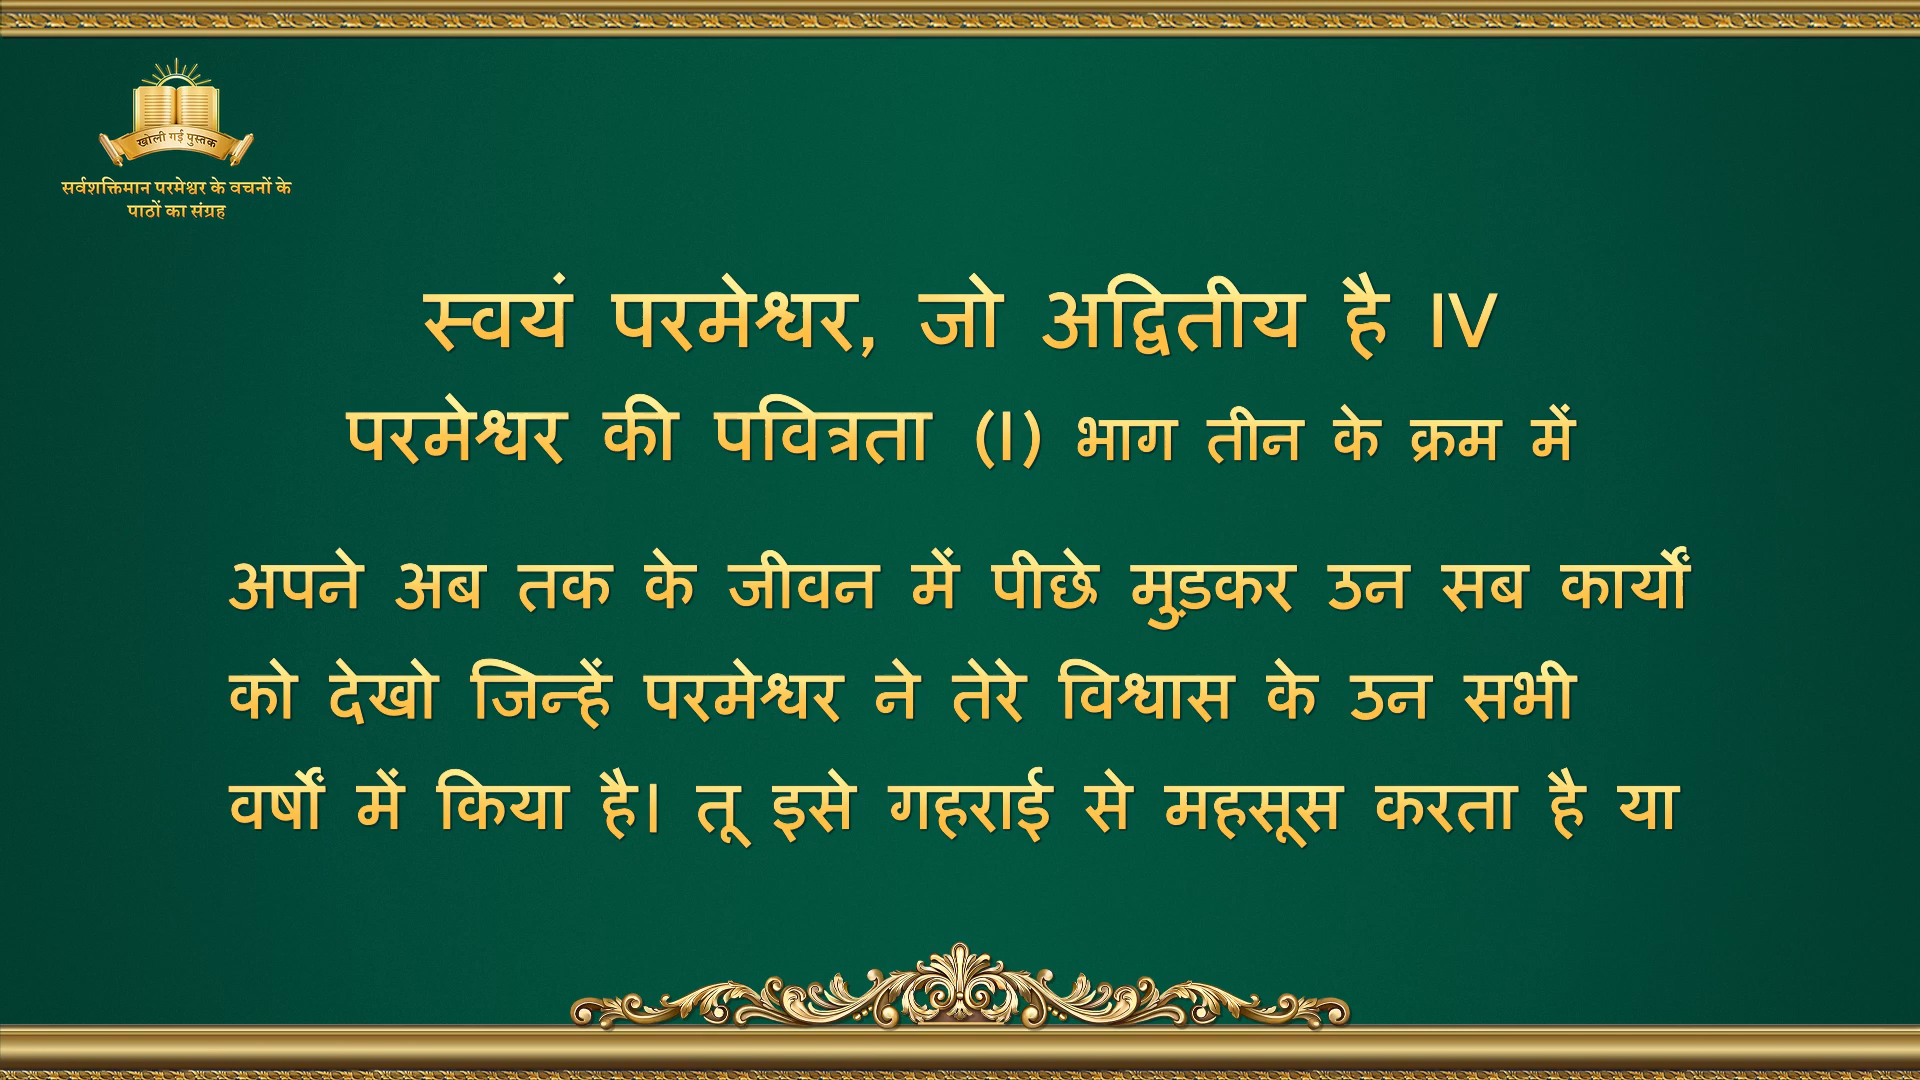 खोली गई पुस्तक
सर्वशक्तिमान परमेश्वर के वचनों के
पाठों का संग्रह
स्वयं परमेश्वर, जो अद्वितीय है IV
परमेश्वर की पवित्रता (I) भाग तीन के क्रम में
अपने अब तक के जीवन में पीछे मुड़कर उन सब कार्यों
को देखो जिन्हें परमेश्वर ने तेरे विश्वास के उन सभी
वर्षों में किया है। तू इसे गहराई से महसूस करता है या